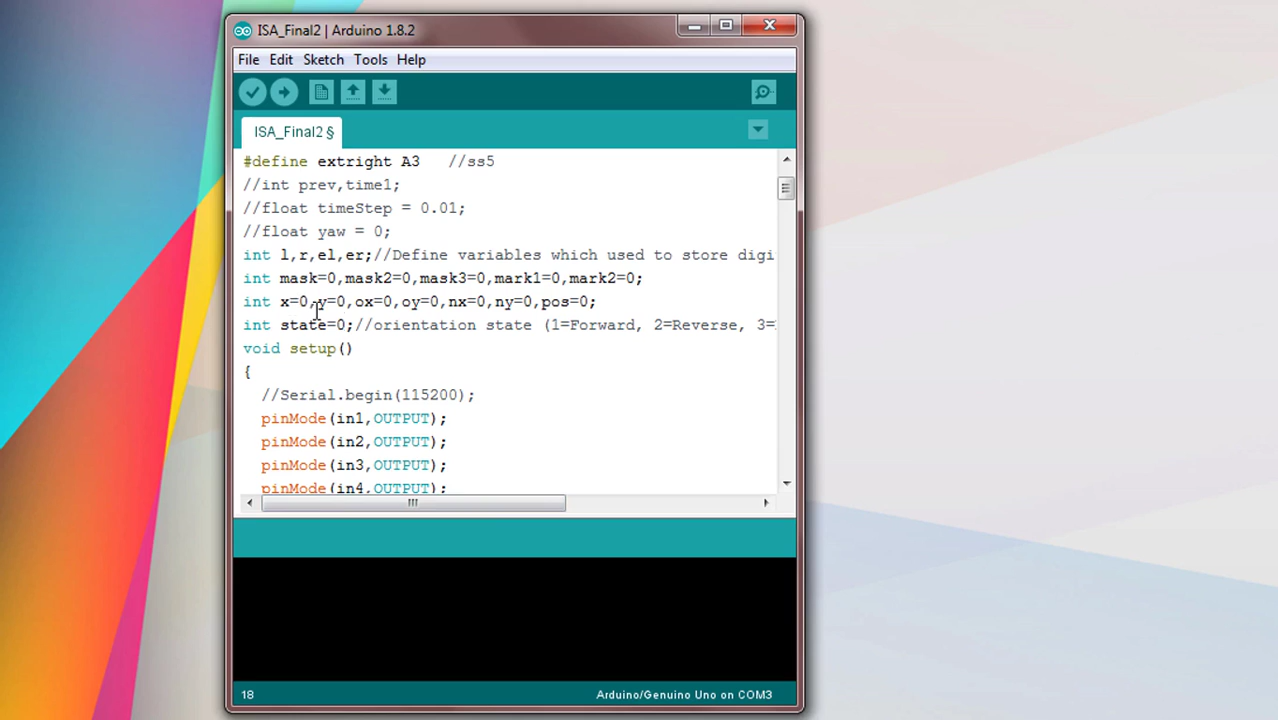 ISA_Final2 | Arduino 1.8.2
File Edit Sketch Tools Help
ISA_Final2 §
#define extright A3 //ss5
//int prev,time1;
//float timeStep = 0.01;
//float yaw = 0;
int l,r,el,er;//Define variables which used to store digi
int mask=0,mask2=0,mask3=0,mark1=0,mark2=0;
int x=0,y=0,ox=0,oy=0,nx=0,ny=0,pos=0;
int state=0;//orientation state (1=Forward, 2=Reverse, 3=
void setup()
{
//Serial.begin(115200);
pinMode(in1,OUTPUT);
pinMode(in2,OUTPUT);
pinMode(in3,OUTPUT);
pinMode(in4,OUTPUT);
18 Arduino/Genuino Uno on COM3